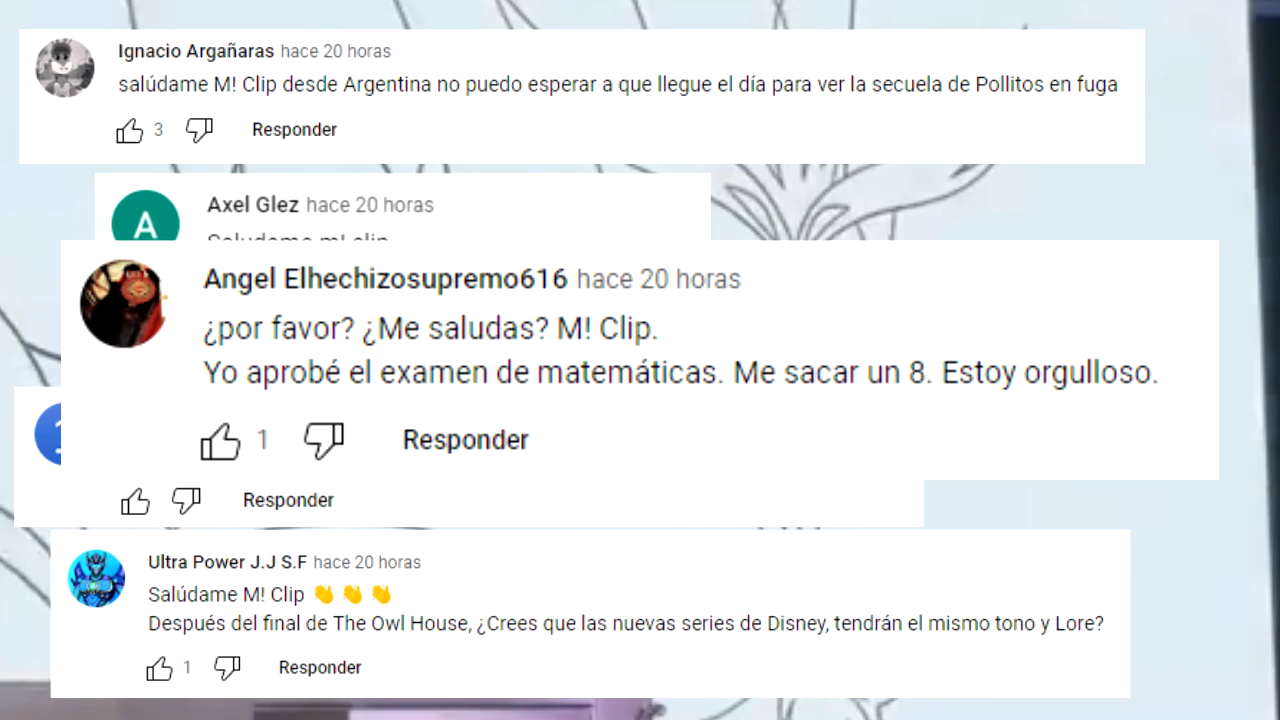 Ignacio Argañaras hace 20 horas
salúdame M! Clip desde Argentina no puedo esperar a que llegue el día para ver la secuela de Pollitos en fuga
3 Responder
A
Axel Glez hace 20 horas
Saludame m! clip
Angel Elhechizosupremo616 hace 20 horas
¿por favor? ¿Me saludas? M! Clip.
Yo aprobé el examen de matemáticas. Me sacar un 8. Estoy orgulloso.
1 Responder
Responder
Ultra Power J.J S.F hace 20 horas
Salúdame M! Clip 👏 👏 👏
Después del final de The Owl House, ¿Crees que las nuevas series de Disney, tendrán el mismo tono y Lore?
1 Responder